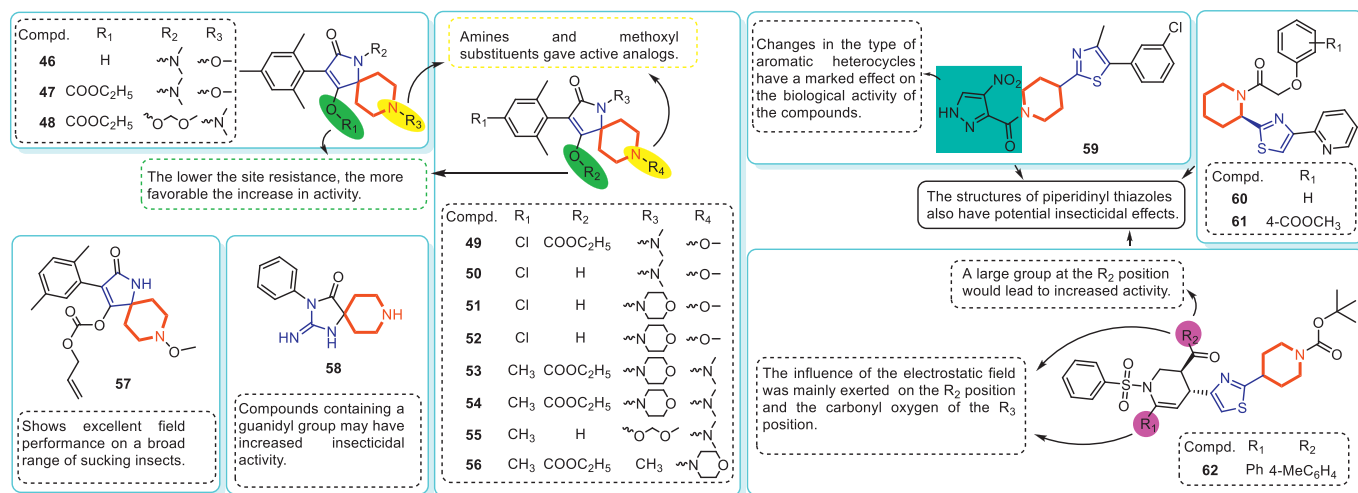 Compd. R1 R2 R3
46 H N O
47 COOC2H5 N O
48 COOC2H5 O O N
O
N
R2
O
R1
N
R3
The lower the site resistance, the more
favorable the increase in activity.
Amines and methoxyl
substituents gave active analogs.
R1
O
N
R3
O
R2
N
R4
Compd. R1 R2 R3 R4
49 Cl COOC2H5 N O
50 Cl H N O
51 Cl H N O O
52 Cl H N O O
53 CH3 COOC2H5 N O N
54 CH3 COOC2H5 N O N
55 CH3 H O O N
56 CH3 COOC2H5 CH3 N O
O
NH
O
O
O
N
O
57
Shows excellent field
performance on a broad
range of sucking insects.
O
N
NH
HN
N
H
58
Compounds containing a
guanidyl group may have
increased insecticidal
activity.
Changes in the type of
aromatic heterocycles
have a marked effect on
the biological activity of
the compounds.
NO2
HN
N
O
N
N
S
Cl
59
R1
O
O
N
N
S
N
Compd. R1
60 H
61 4-COOCH3
The structures of piperidinyl thiazoles
also have potential insecticidal effects.
A large group at the R2 position
would lead to increased activity.
The influence of the electrostatic field
was mainly exerted on the R2 position
and the carbonyl oxygen of the R3
position.
R2
O
O
S
O
N
R1
N
S
N
O
O
Compd. R1 R2
62 Ph 4-MeC6H4